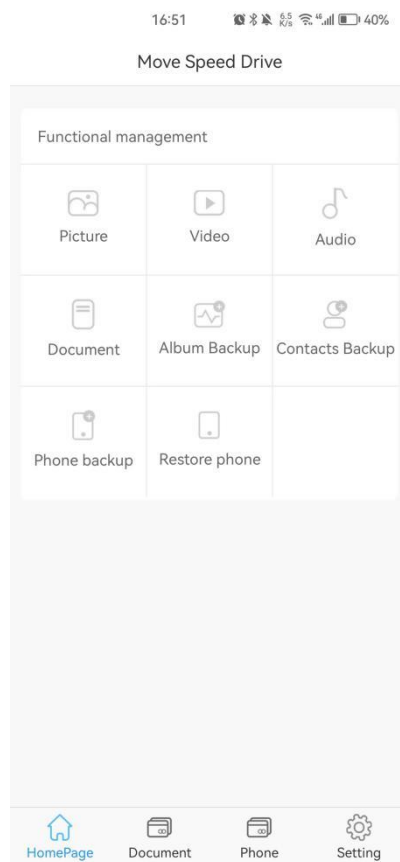 16:51 6.5 K/s 46 40%
Move Speed Drive
Functional management
Picture Video Audio
Document Album Backup Contacts Backup
Phone backup Restore phone
HomePage Document Phone Setting